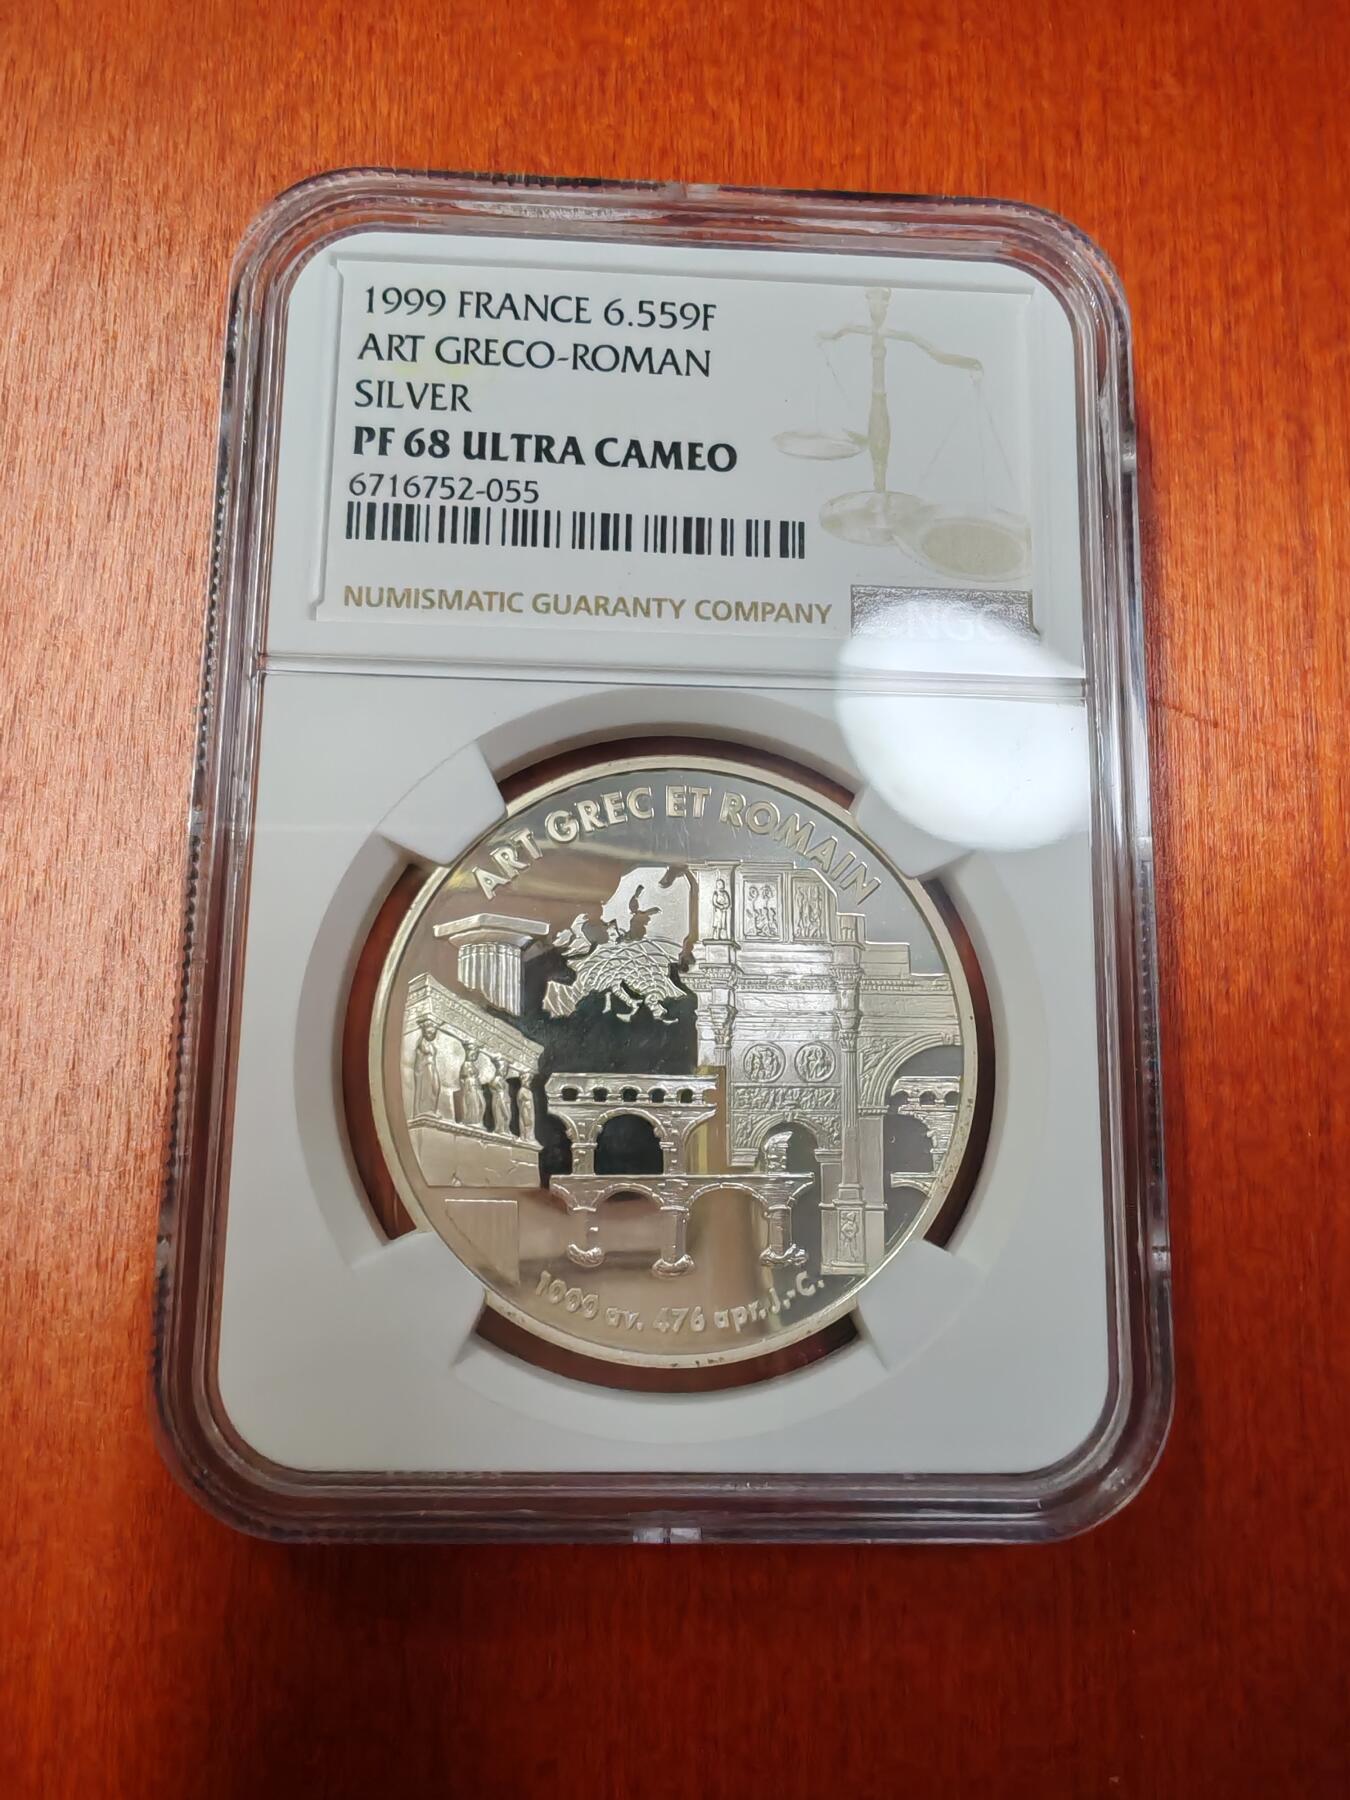 1999 FRANCE 6.559F
ART GRECO-ROMAN
SILVER
PF 68 ULTRA CAMEO
6716752-055
NUMISMATIC GUARANTY COMPANY
NGC
ART GREC ET ROMAIN
1000 av. 476 apr. J.-C.